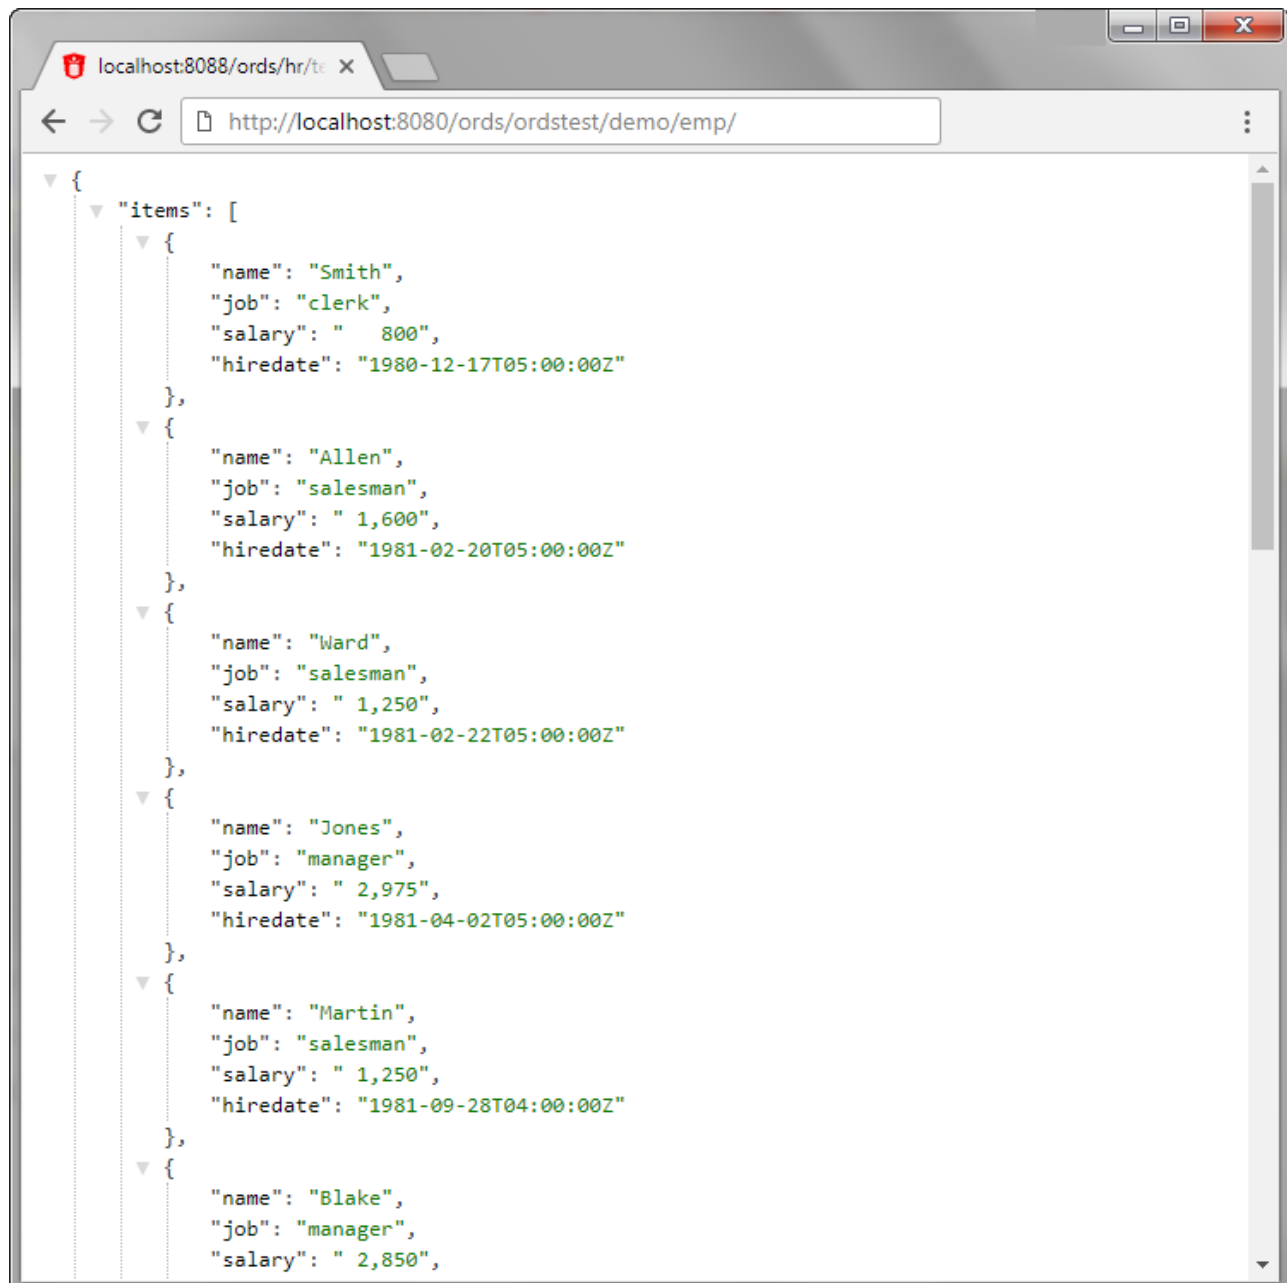 localhost:8088/ords/hr/te
http://localhost:8080/ords/ordstest/demo/emp/
{
"items": [
{
"name": "Smith",
"job": "clerk",
"salary": "   800",
"hiredate": "1980-12-17T05:00:00Z"
},
{
"name": "Allen",
"job": "salesman",
"salary": " 1,600",
"hiredate": "1981-02-20T05:00:00Z"
},
{
"name": "Ward",
"job": "salesman",
"salary": " 1,250",
"hiredate": "1981-02-22T05:00:00Z"
},
{
"name": "Jones",
"job": "manager",
"salary": " 2,975",
"hiredate": "1981-04-02T05:00:00Z"
},
{
"name": "Martin",
"job": "salesman",
"salary": " 1,250",
"hiredate": "1981-09-28T04:00:00Z"
},
{
"name": "Blake",
"job": "manager",
"salary": " 2,850",